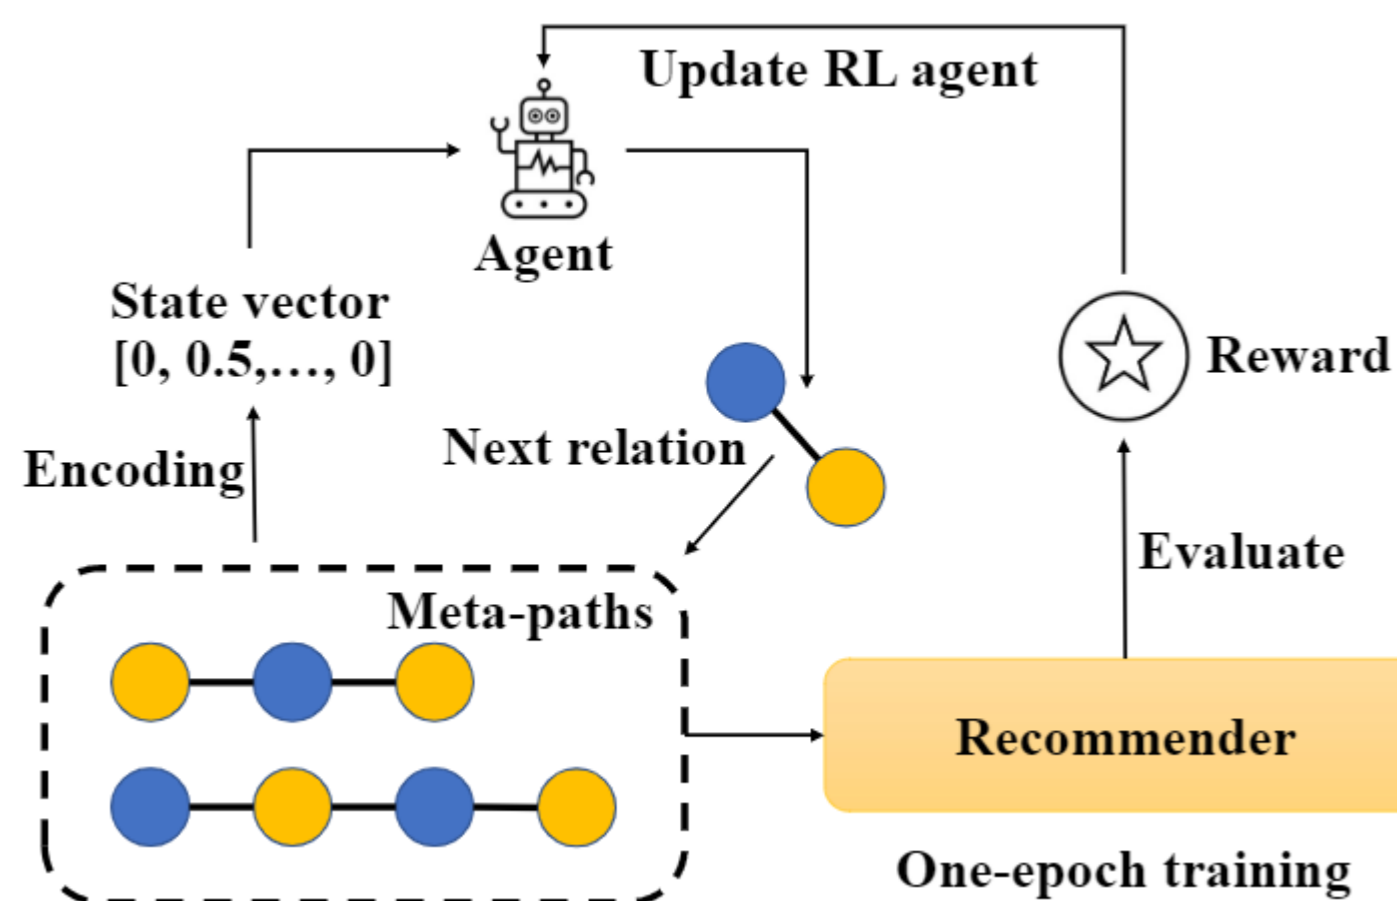 Update RL agent
Agent
State vector
[0, 0.5,..., 0]
Reward
Next relation
Encoding
Evaluate
Meta-paths
Recommender
One-epoch training